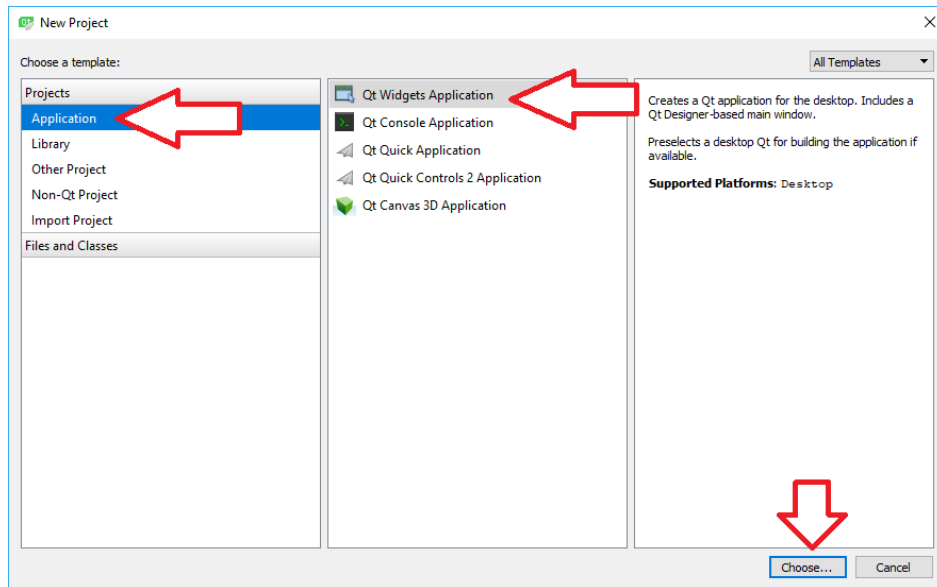 New Project
Choose a template:
All Templates
Projects
Application
Library
Other Project
Non-Qt Project
Import Project
Files and Classes
Qt Widgets Application
Qt Console Application
Qt Quick Application
Qt Quick Controls 2 Application
Qt Canvas 3D Application
Creates a Qt application for the desktop. Includes a
Qt Designer-based main window.
Preselects a desktop Qt for building the application if
available.
Supported Platforms: Desktop
Choose...
Cancel